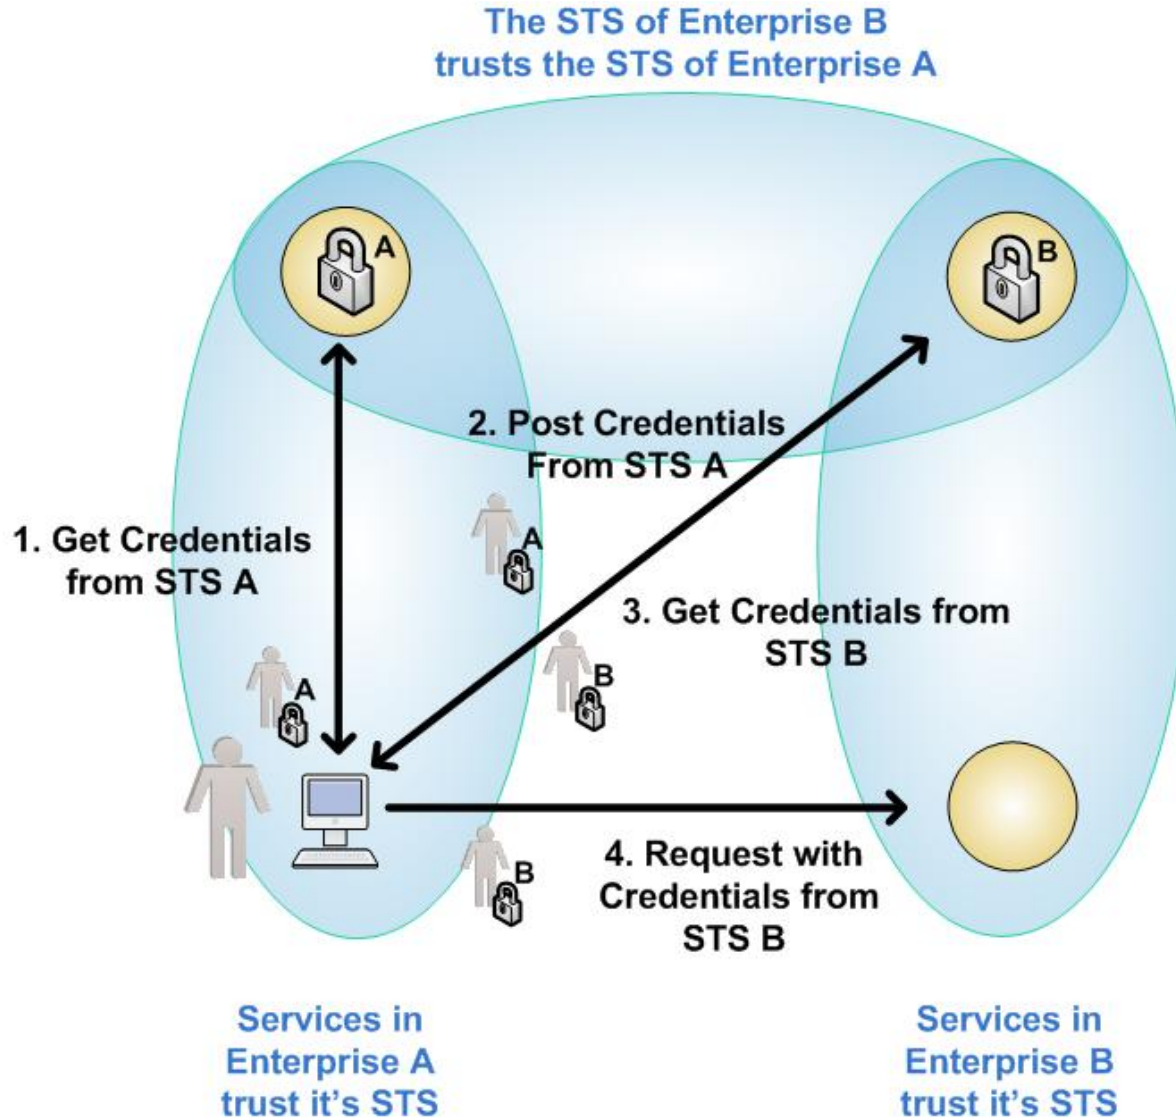 The STS of Enterprise B
trusts the STS of Enterprise A
A
B
2. Post Credentials
From STS A
1. Get Credentials
from STS A
A
3. Get Credentials from
STS B
A
B
B
4. Request with
Credentials from
STS B
Services in
Enterprise A
trust it's STS
Services in
Enterprise B
trust it's STS